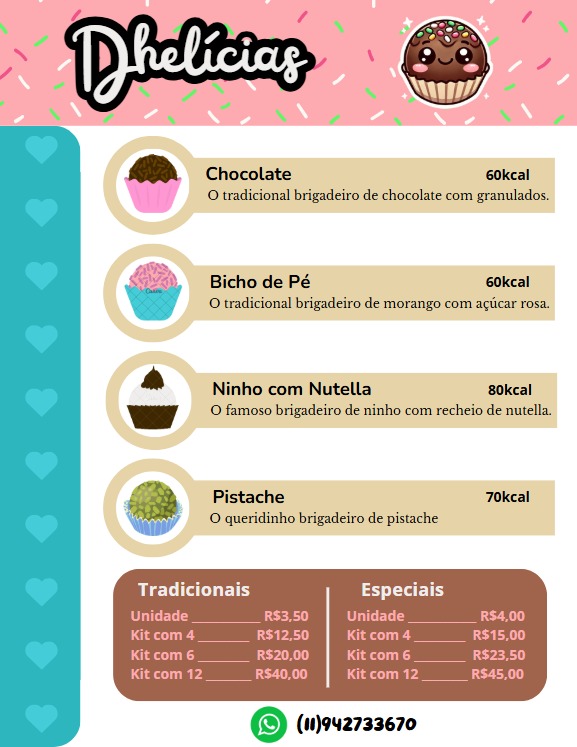 Dhelícias
Chocolate 60kcal
O tradicional brigadeiro de chocolate com granulados.
Bicho de Pé 60kcal
O tradicional brigadeiro de morango com açúcar rosa.
Ninho com Nutella 80kcal
O famoso brigadeiro de ninho com recheio de nutella.
Pistache 70kcal
O queridinho brigadeiro de pistache
Tradicionais
Unidade __________ R$3,50
Kit com 4 _______ R$12,50
Kit com 6 _______ R$20,00
Kit com 12 _______ R$40,00
Especiais
Unidade __________ R$4,00
Kit com 4 _______ R$15,00
Kit com 6 _______ R$23,50
Kit com 12 _______ R$45,00
(11)942733670